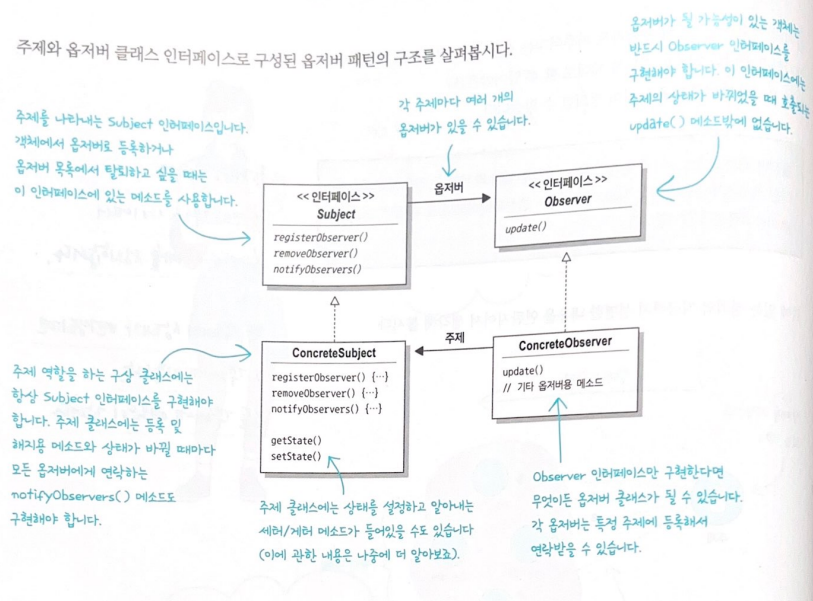 주제와 옵저버 클래스 인터페이스로 구성된 옵저버 패턴의 구조를 살펴봅시다.
옵저버가 될 가능성이 있는 객체는
반드시 Observer 인터페이스를
구현해야 합니다. 이 인터페이스에는
주제의 상태가 바뀌었을 때 호출되는
update() 메소드밖에 없습니다.
각 주제마다 여러 개의
옵저버가 있을 수 있습니다.
주제를 나타내는 Subject 인터페이스입니다.
객체에서 옵저버로 등록하거나
옵저버 목록에서 탈퇴하고 싶을 때는
이 인터페이스에 있는 메소드를 사용합니다.
<< 인터페이스 >>
Subject
registerObserver()
removeObserver()
notifyObservers()
옵저버
<< 인터페이스 >>
Observer
update()
주제 역할을 하는 구상 클래스에는
항상 Subject 인터페이스를 구현해야
합니다. 주제 클래스에는 등록 및
해지용 메소드와 상태가 바뀔 때마다
모든 옵저버에게 연락하는
notifyObservers() 메소드도
구현해야 합니다.
ConcreteSubject
registerObserver() {…}
removeObserver() {…}
notifyObservers() {…}
getState()
setState()
주제
ConcreteObserver
update()
// 기타 옵저버용 메소드
주제 클래스에는 상태를 설정하고 알아내는
세터/게터 메소드가 들어있을 수도 있습니다
(이에 관한 내용은 나중에 더 알아보죠).
Observer 인터페이스만 구현한다면
무엇이든 옵저버 클래스가 될 수 있습니다.
각 옵저버는 특정 주제에 등록해서
연락받을 수 있습니다.